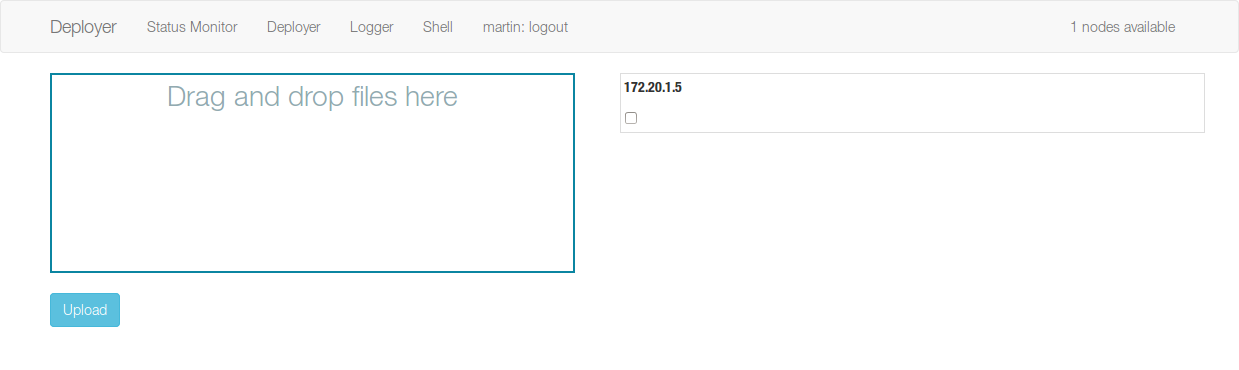 Deployer Status Monitor Deployer Logger Shell martin: logout 1 nodes available
Drag and drop files here
172.20.1.5
Upload